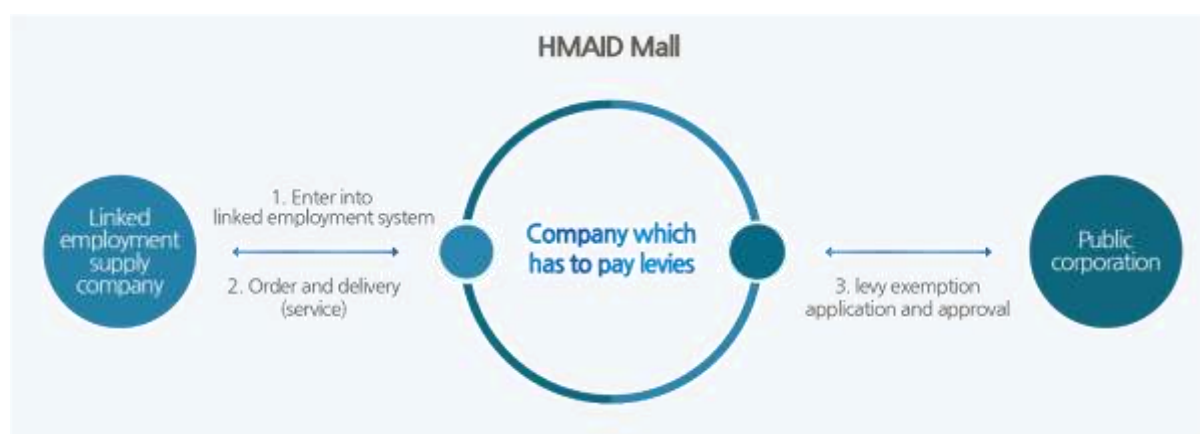 HMAID Mall
Linked
employment
supply
company
1. Enter into
linked employment system
2. Order and delivery
(service)
Company which
has to pay levies
3. levy exemption
application and approval
Public
corporation